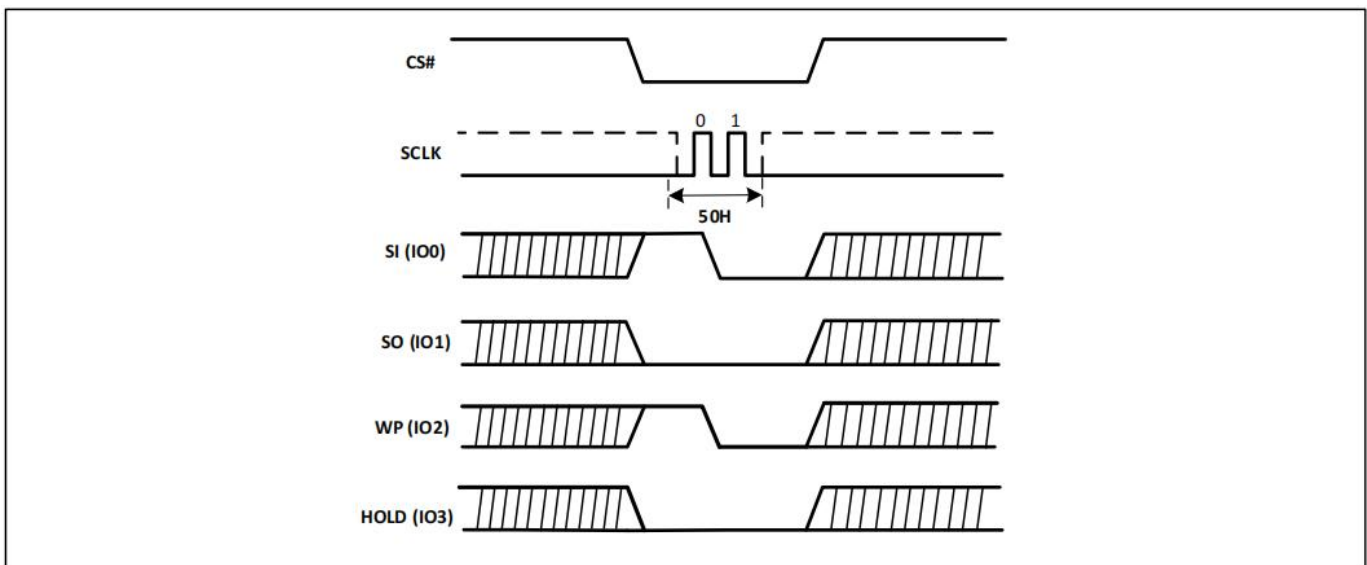 CS#
0 1
SCLK
50H
SI (IO0)
SO (IO1)
WP (IO2)
HOLD (IO3)